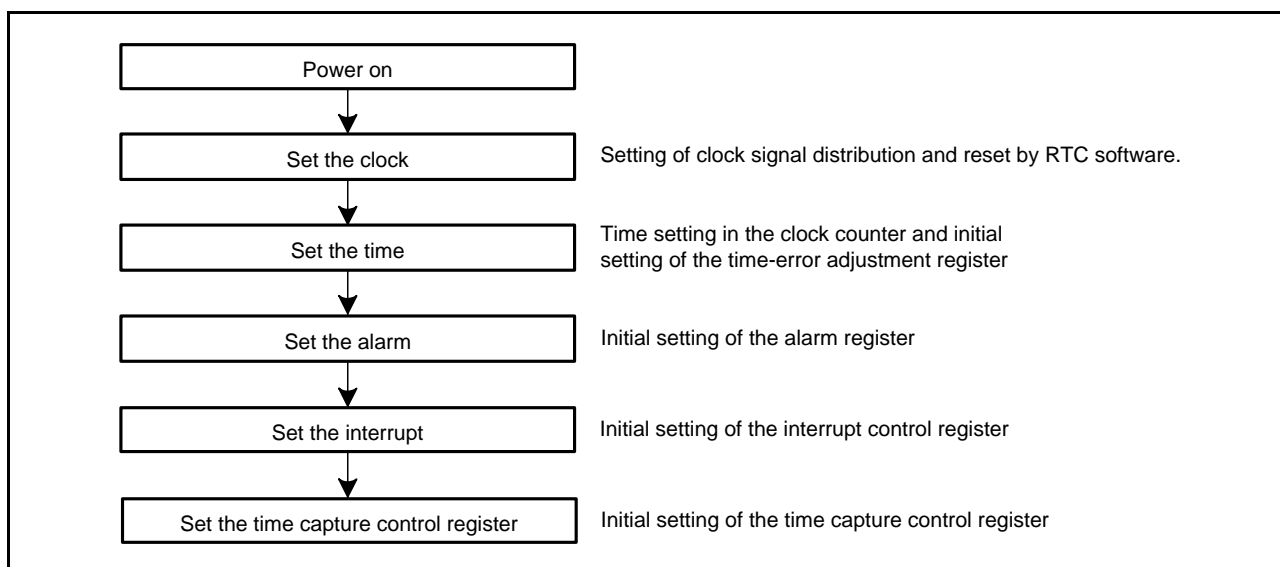 Power on
Set the clock
Setting of clock signal distribution and reset by RTC software.
Set the time
Time setting in the clock counter and initial
setting of the time-error adjustment register
Set the alarm
Initial setting of the alarm register
Set the interrupt
Initial setting of the interrupt control register
Set the time capture control register
Initial setting of the time capture control register